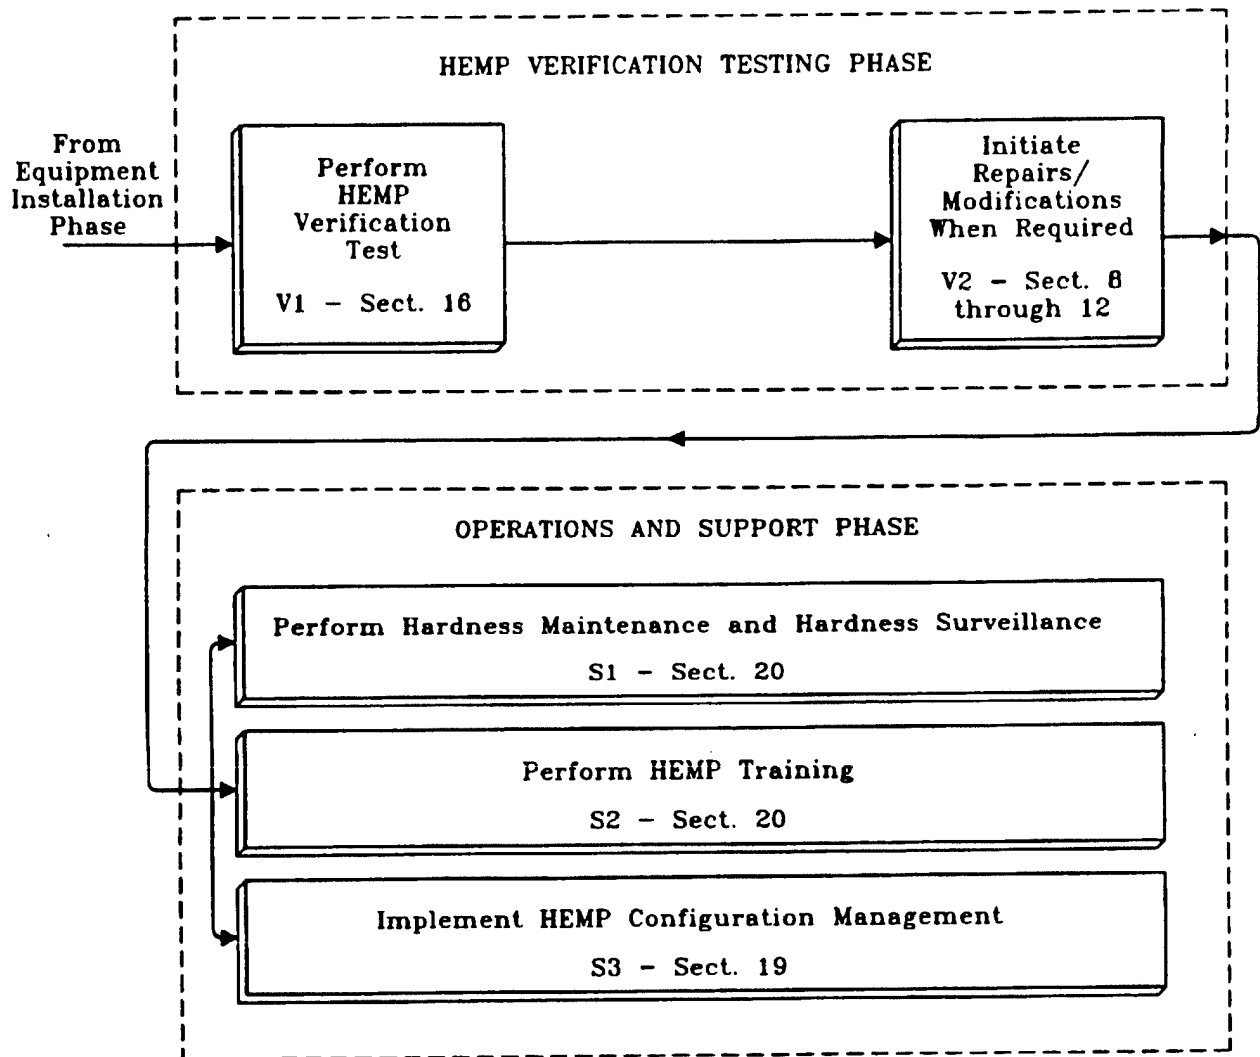 HEMP VERIFICATION TESTING PHASE
From
Equipment
Installation
Phase
Perform
HEMP
Verification
Test
V1 - Sect. 16
Initiate
Repairs/
Modifications
When Required
V2 - Sect. 8
through 12
OPERATIONS AND SUPPORT PHASE
Perform Hardness Maintenance and Hardness Surveillance
S1 - Sect. 20
Perform HEMP Training
S2 - Sect. 20
Implement HEMP Configuration Management
S3 - Sect. 19